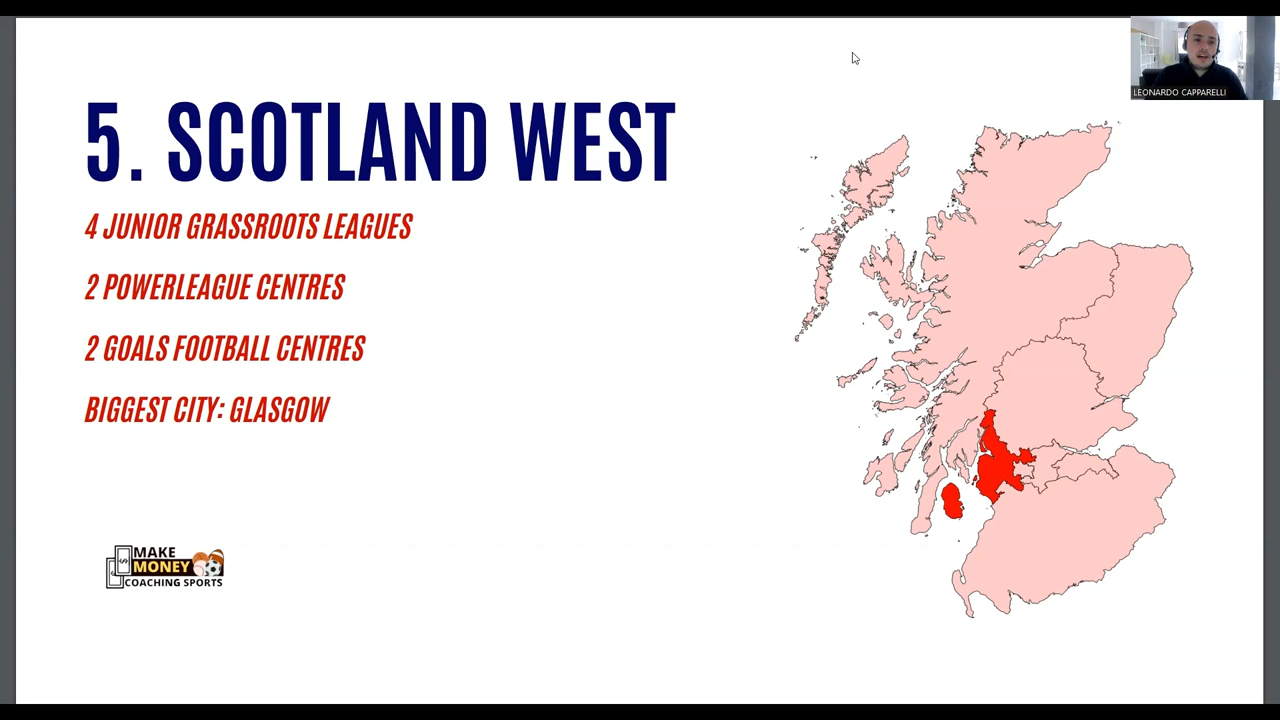 LEONARDO CAPPARELLI
5. SCOTLAND WEST
4 JUNIOR GRASSROOTS LEAGUES
2 POWERLEAGUE CENTRES
2 GOALS FOOTBALL CENTRES
BIGGEST CITY: GLASGOW
MAKE
MONEY
COACHING SPORTS